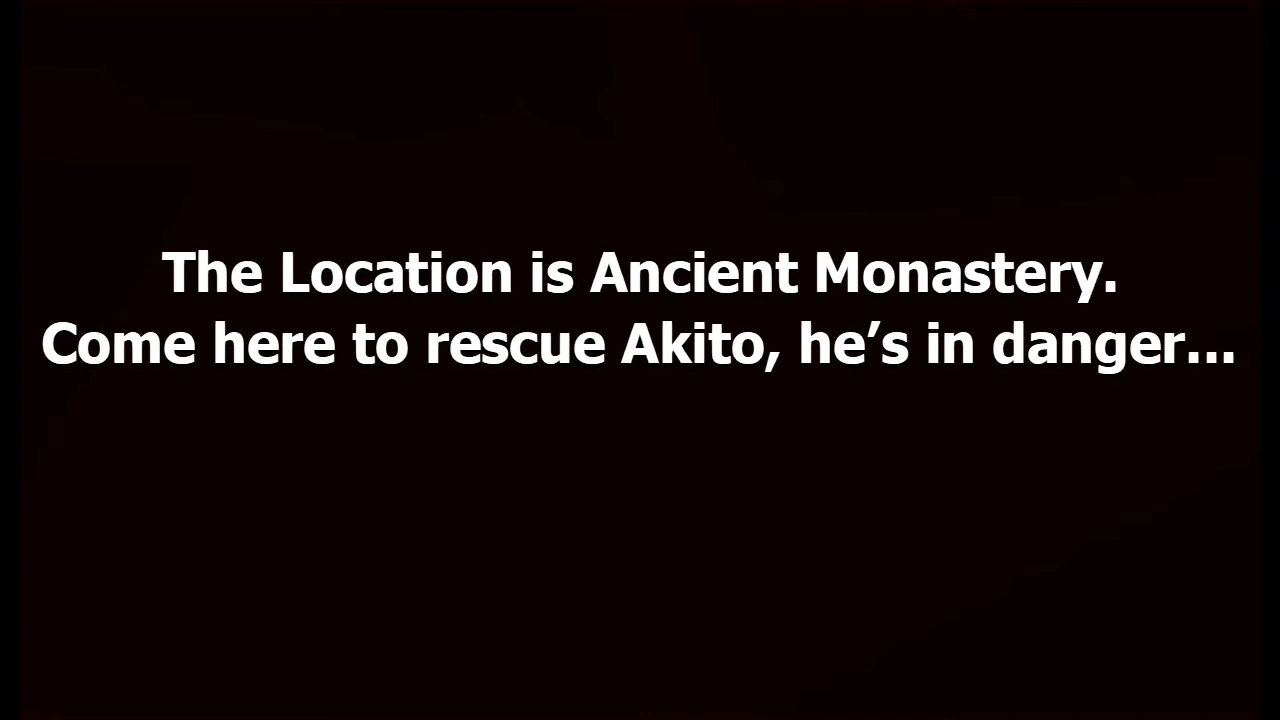 The Location is Ancient Monastery.
Come here to rescue Akito, he’s in danger...